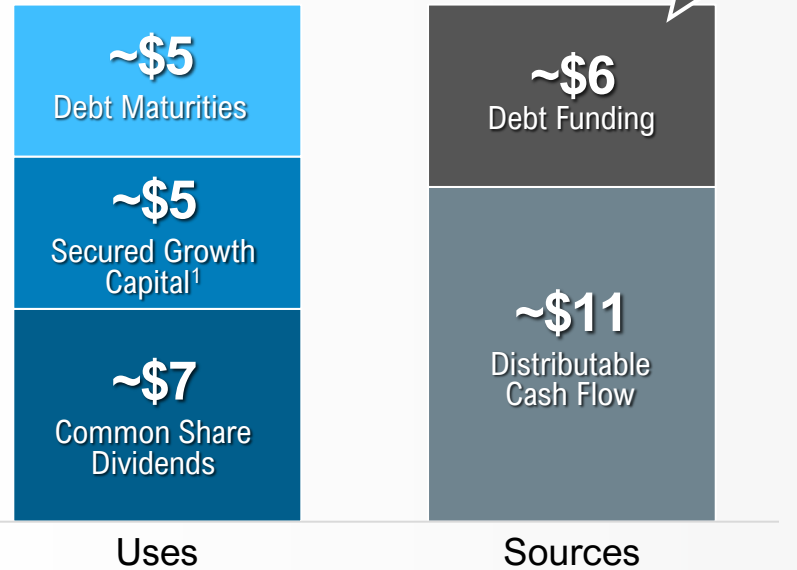 ~$5
Debt Maturities
~$5
Secured Growth
Capital¹
~$7
Common Share
Dividends
Uses
~$6
Debt Funding
~$11
Distributable
Cash Flow
Sources